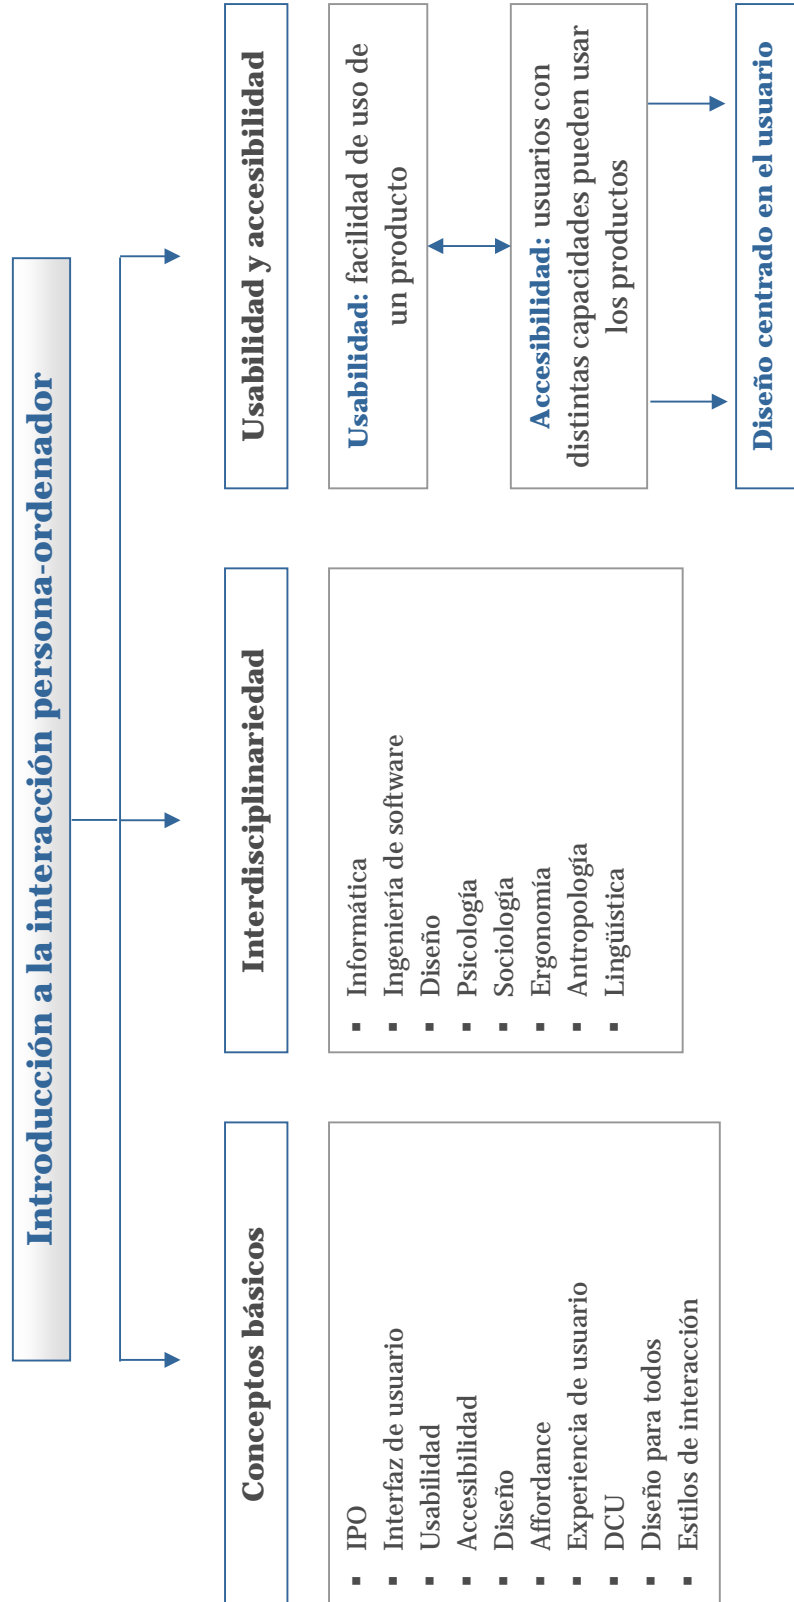 Introducción a la interacción persona-ordenador
Conceptos básicos
IPO
Interfaz de usuario
Usabilidad
Accesibilidad
Diseño
Affordance
Experiencia de usuario
DCU
Diseño para todos
Estilos de interacción
Interdisciplinariedad
Informática
Ingeniería de software
Diseño
Psicología
Sociología
Ergonomía
Antropología
Lingüística
Usabilidad y accesibilidad
Usabilidad: facilidad de uso de
un producto
Accesibilidad: usuarios con
distintas capacidades pueden usar
los productos
Diseño centrado en el usuario